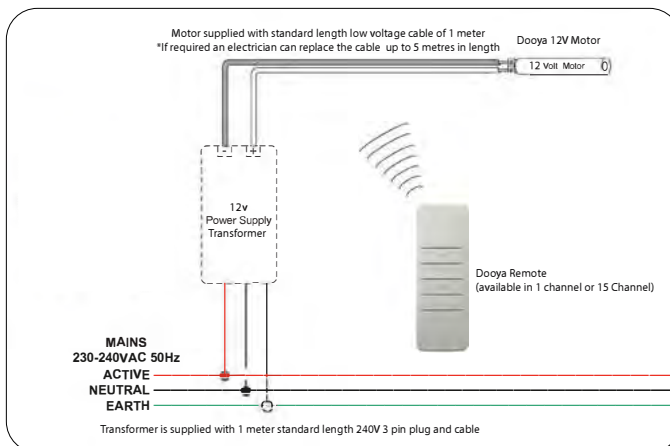 Motor supplied with standard length low voltage cable of 1 meter
*If required an electrician can replace the cable up to 5 metres in length
Dooya 12V Motor
12 Volt Motor
- +
12v
Power Supply
Transformer
Dooya Remote
(available in 1 channel or 15 Channel)
MAINS
230-240VAC 50Hz
ACTIVE
NEUTRAL
EARTH
Transformer is supplied with 1 meter standard length 240V 3 pin plug and cable